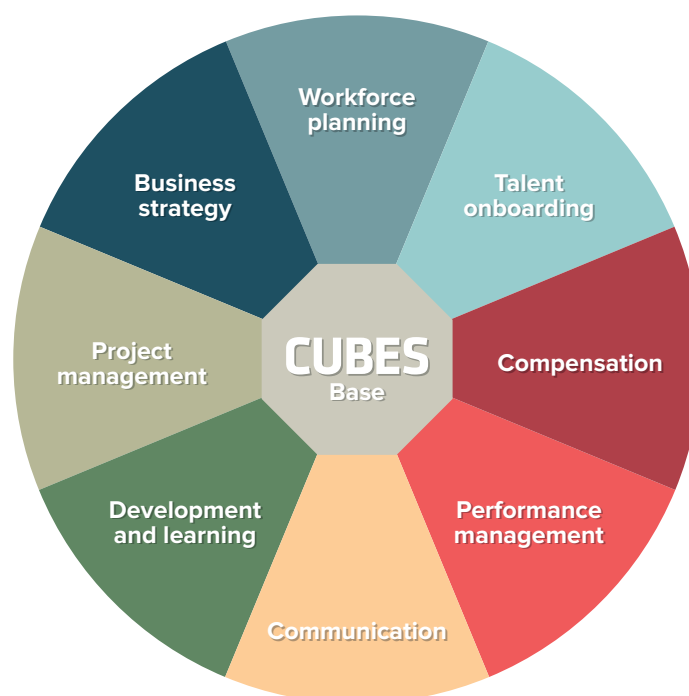 Workforce
planning
Talent
onboarding
Compensation
Performance
management
Communication
Development
and learning
Project
management
Business
strategy
CUBES
Base